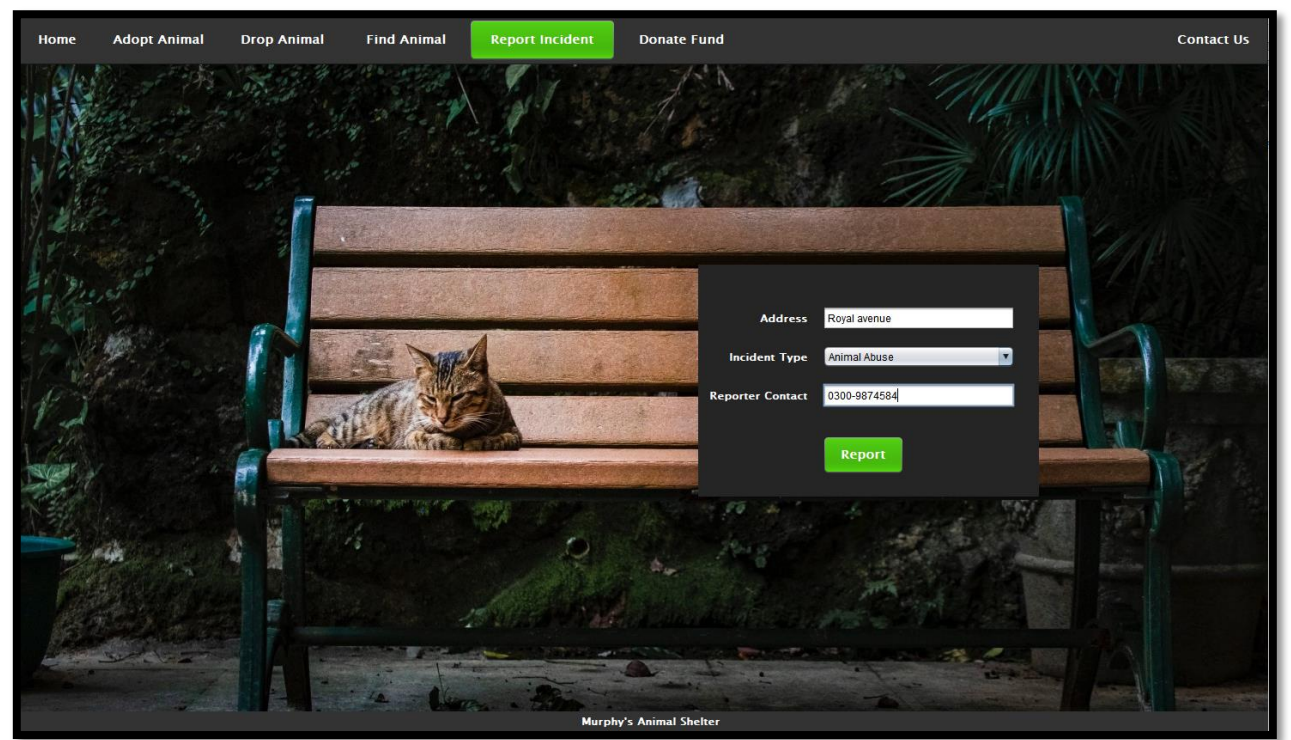 Home Adopt Animal Drop Animal Find Animal Report Incident Donate Fund Contact Us
Address Royal avenue
Incident Type Animal Abuse
Reporter Contact 0300-9874584
Report
Murphy's Animal Shelter